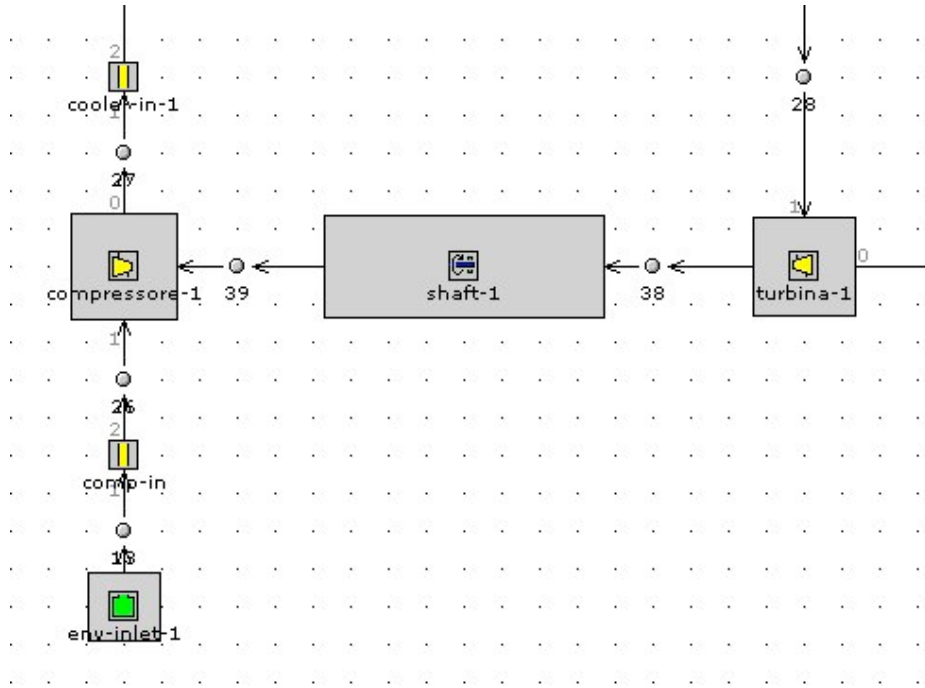 2
cooler-in-1
1
28
27
0
1
0
compressore-1
39
shaft-1
38
turbina-1
1
26
2
comp-in
1
env-inlet-1